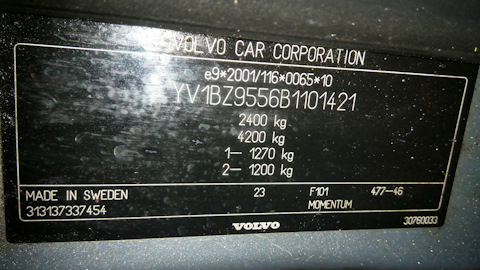 VOLVO CAR CORPORATION
e9*2001/116*0065*10
YV1BZ9556B1101421
2400 kg
4200 kg
1— 1270 kg
2— 1200 kg
MADE IN SWEDEN 23 F101 477—46
313137337454 MOMENTUM
VOLVO 30760033